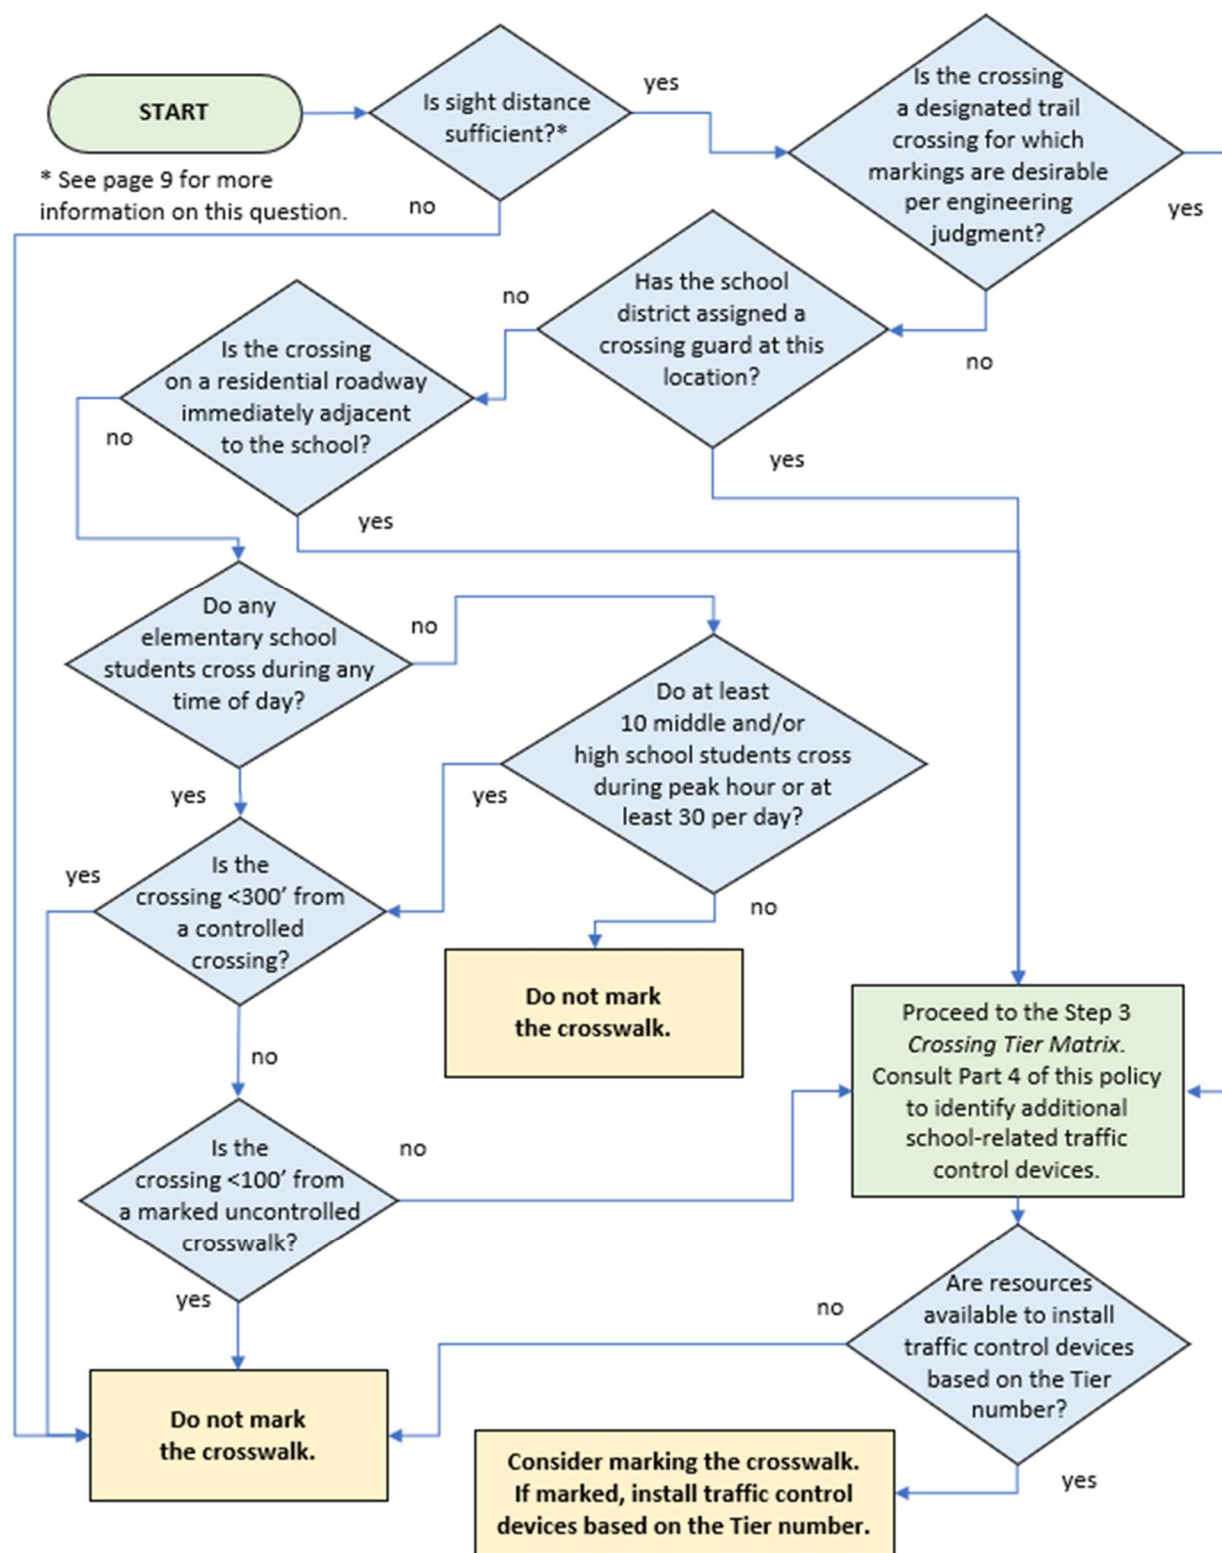 START
* See page 9 for more
information on this question.
Is sight distance
sufficient?*
yes
no
Is the crossing
a designated trail
crossing for which
markings are desirable
per engineering
judgment?
yes
no
Has the school
district assigned a
crossing guard at this
location?
no
yes
Is the crossing
on a residential roadway
immediately adjacent
to the school?
no
yes
Do any
elementary school
students cross during any
time of day?
no
yes
Do at least
10 middle and/or
high school students cross
during peak hour or at
least 30 per day?
yes
no
Is the
crossing <300’ from
a controlled
crossing?
yes
no
Do not mark
the crosswalk.
Proceed to the Step 3
Crossing Tier Matrix.
Consult Part 4 of this policy
to identify additional
school-related traffic
control devices.
Is the
crossing <100’ from
a marked uncontrolled
crosswalk?
no
yes
Are resources
available to install
traffic control devices
based on the Tier
number?
no
yes
Do not mark
the crosswalk.
Consider marking the crosswalk.
If marked, install traffic control
devices based on the Tier number.